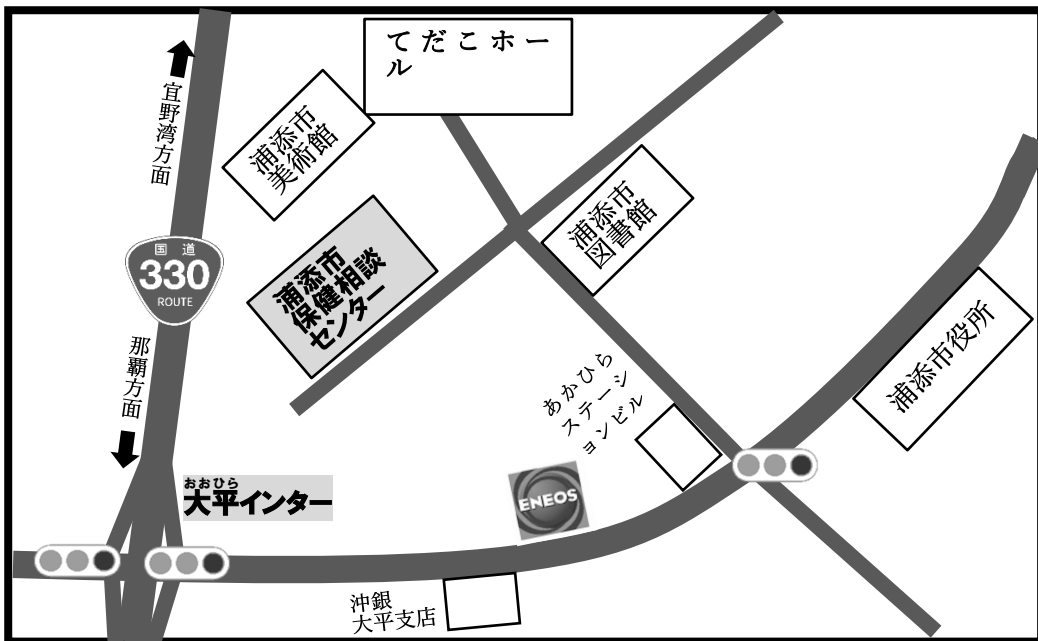 てだこホー
ル
宜野湾方面
浦添市
美術館
浦添市
図書館
国道
330
ROUTE
浦添市
保健相談
センター
那覇方面
浦添市役所
あかひら
ステーシ
ョンビル
おおひら
大平インター
ENEOS
沖銀
大平支店